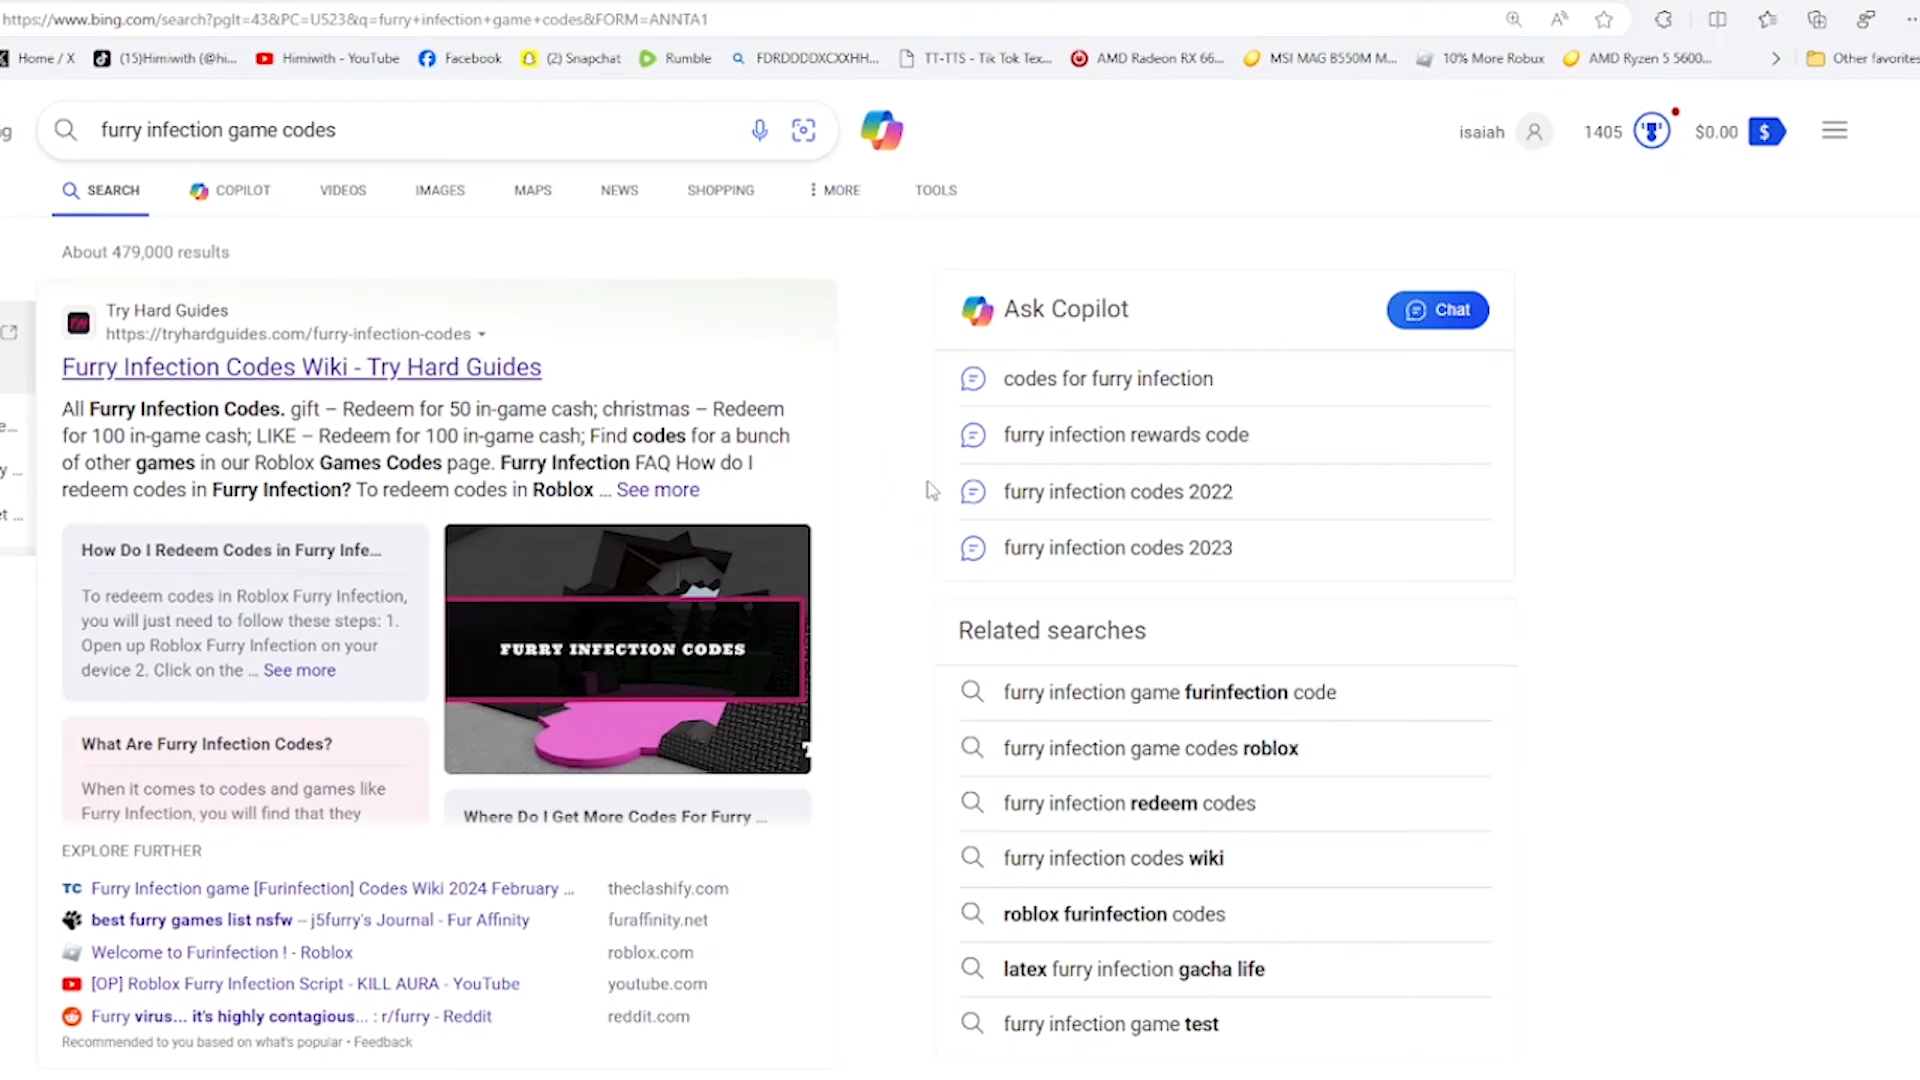 https://www.bing.com/search?pglt=43&PC=U523&q=furry+infection+game+codes&FORM=ANNTA1
Home / X
(15)Himiwith (@hi...
Himiwith - YouTube
Facebook
(2) Snapchat
Rumble
FDRDDDDXCXXHH...
TT-TTS - Tik Tok Tex...
AMD Radeon RX 66...
MSI MAG B550M M...
10% More Robux
AMD Ryzen 5 5600...
Other favorites
furry infection game codes
isaiah
1405
$0.00
SEARCH
COPILOT
VIDEOS
IMAGES
MAPS
NEWS
SHOPPING
MORE
TOOLS
About 479,000 results
Try Hard Guides
https://tryhardguides.com/furry-infection-codes
Furry Infection Codes Wiki - Try Hard Guides
All Furry Infection Codes. gift – Redeem for 50 in-game cash; christmas – Redeem
for 100 in-game cash; LIKE – Redeem for 100 in-game cash; Find codes for a bunch
of other games in our Roblox Games Codes page. Furry Infection FAQ How do I
redeem codes in Furry Infection? To redeem codes in Roblox ... See more
How Do I Redeem Codes in Furry Infe...
To redeem codes in Roblox Furry Infection,
you will just need to follow these steps: 1.
Open up Roblox Furry Infection on your
device 2. Click on the ... See more
FURRY INFECTION CODES
What Are Furry Infection Codes?
When it comes to codes and games like
Furry Infection, you will find that they
Where Do I Get More Codes For Furry ...
EXPLORE FURTHER
TC Furry Infection game [Furinfection] Codes Wiki 2024 February ... theclashify.com
best furry games list nsfw -- j5furry's Journal - Fur Affinity furaffinity.net
Welcome to Furinfection ! - Roblox roblox.com
[OP] Roblox Furry Infection Script - KILL AURA - YouTube youtube.com
Furry virus... it's highly contagious... : r/furry - Reddit reddit.com
Recommended to you based on what's popular • Feedback
Ask Copilot
Chat
codes for furry infection
furry infection rewards code
furry infection codes 2022
furry infection codes 2023
Related searches
furry infection game furinfection code
furry infection game codes roblox
furry infection redeem codes
furry infection codes wiki
roblox furinfection codes
latex furry infection gacha life
furry infection game test